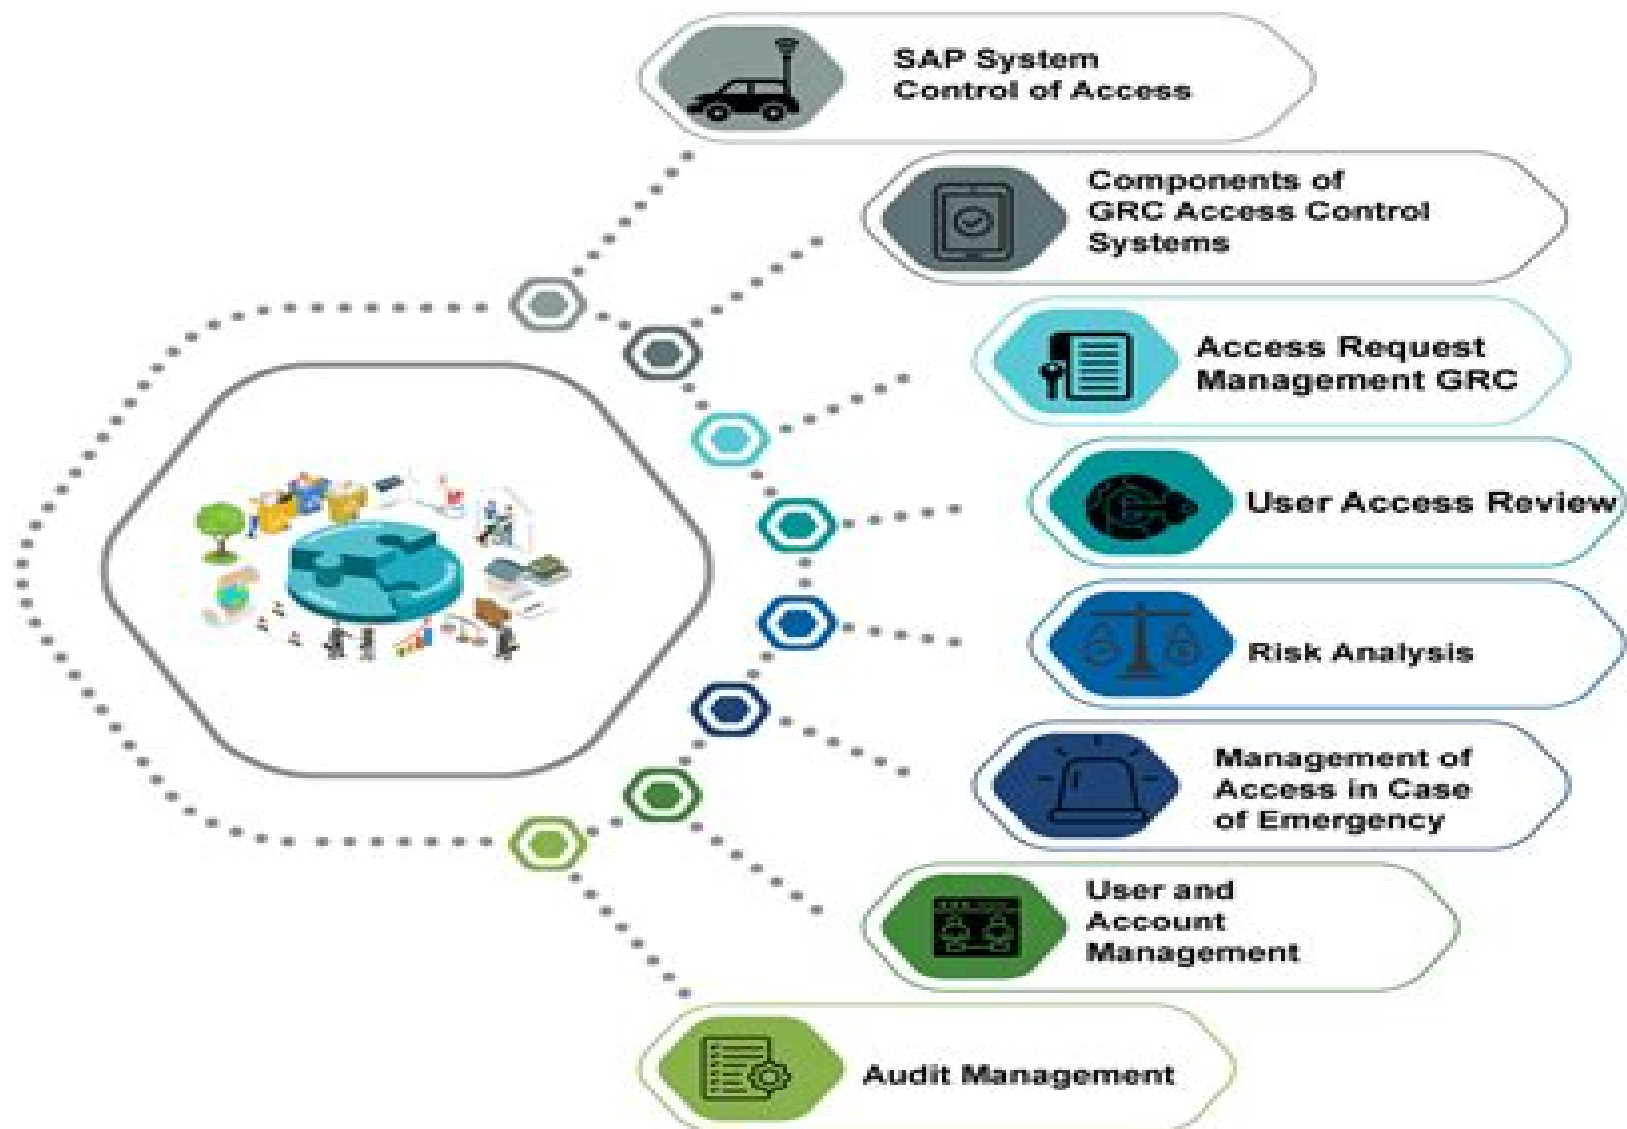 SAP System
Control of Access
Components of
GRC Access Control
Systems
Access Request
Management GRC
User Access Review
Risk Analysis
Management of
Access in Case
of Emergency
User and
Account
Management
Audit Management